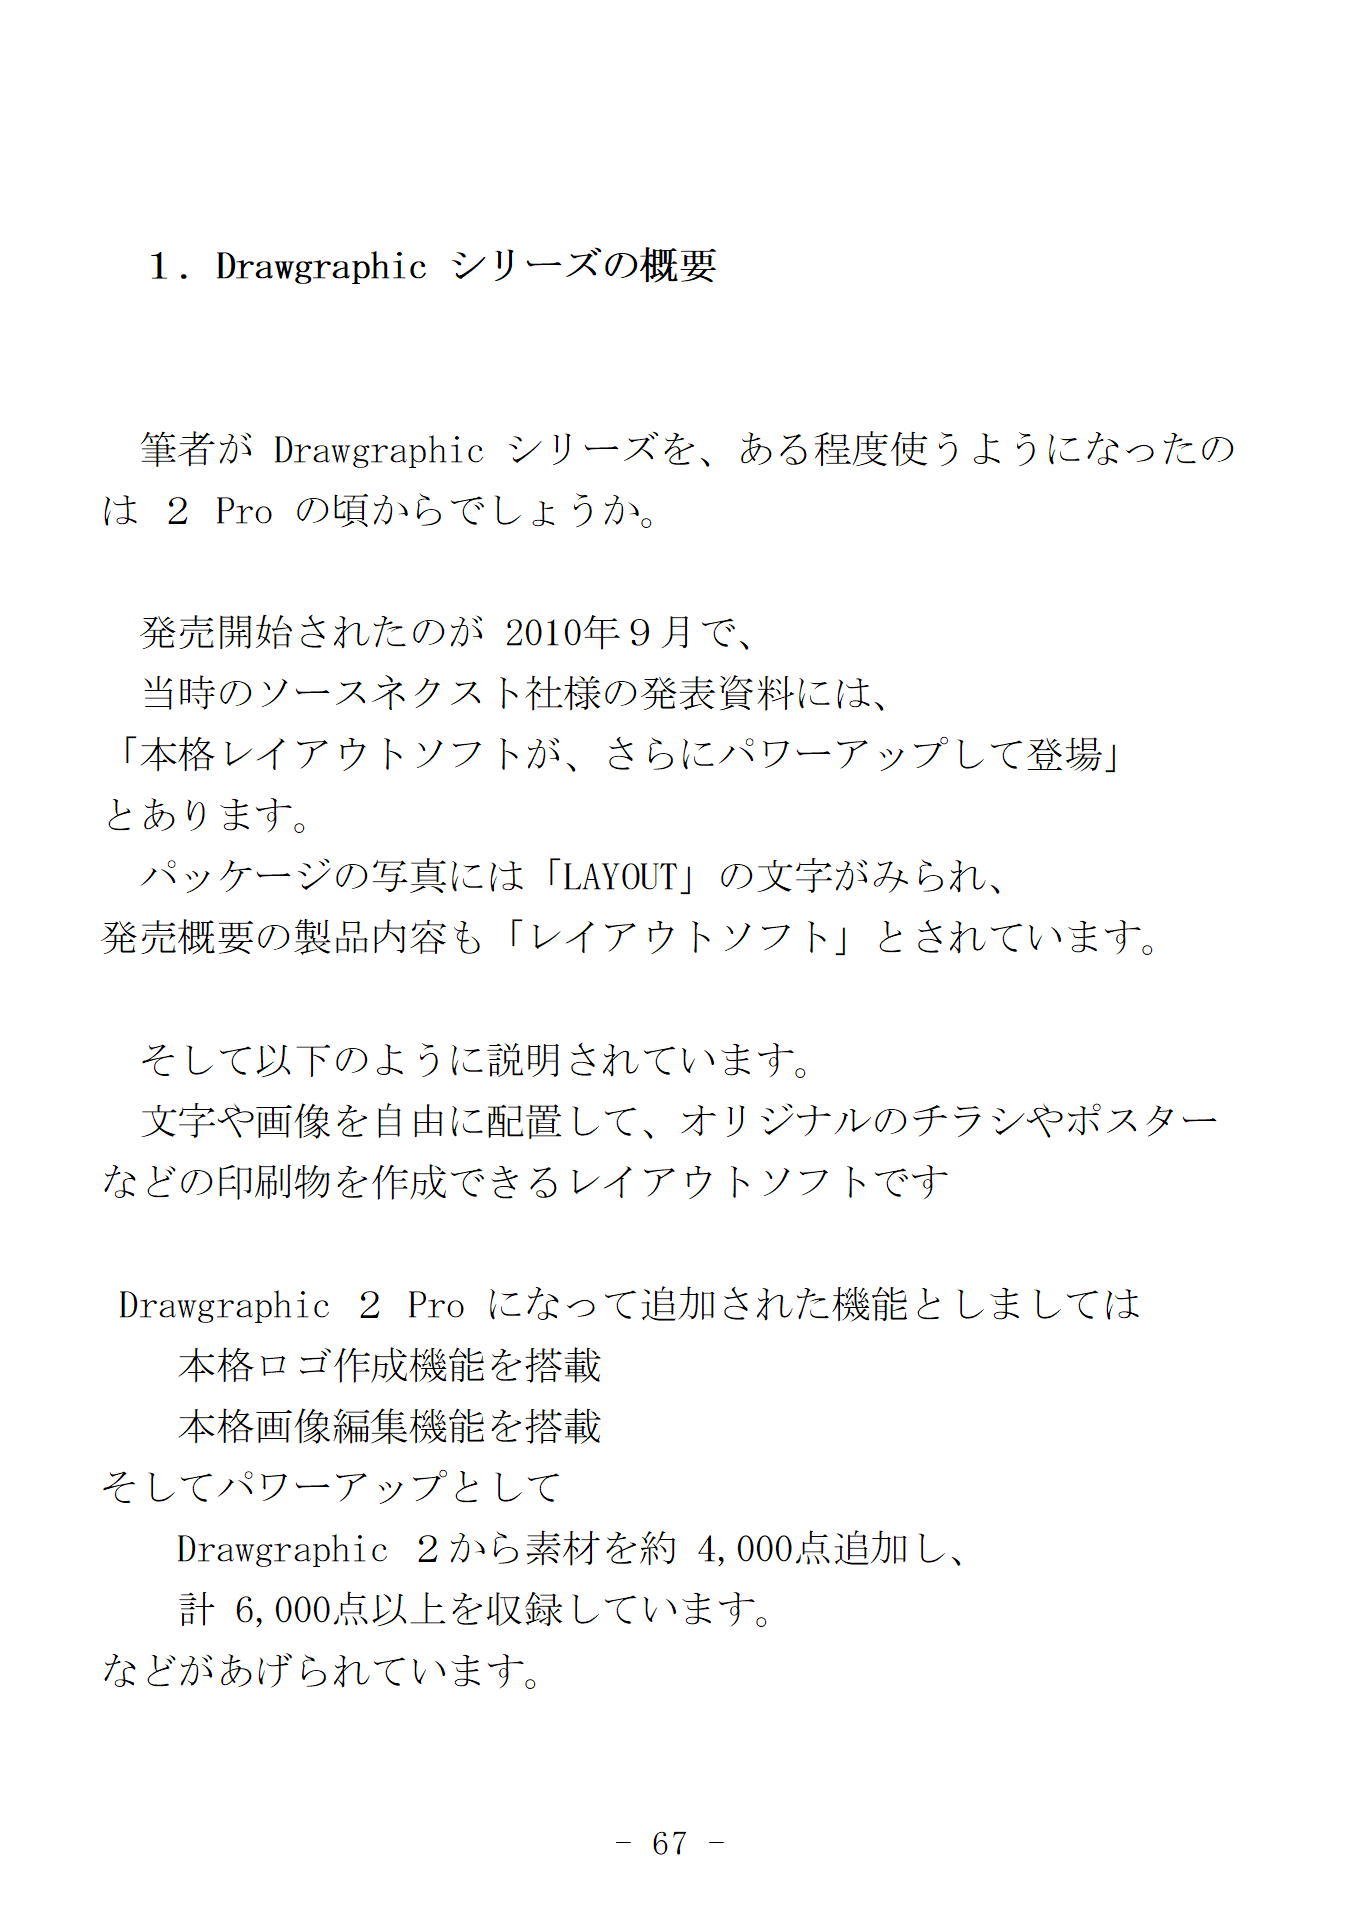 １．Drawgraphic シリーズの概要
筆者が Drawgraphic シリーズを、ある程度使うようになったの
は ２ Pro の頃からでしょうか。
発売開始されたのが 2010年９月で、
当時のソースネクスト社様の発表資料には、
「本格レイアウトソフトが、さらにパワーアップして登場」
とあります。
パッケージの写真には「LAYOUT」の文字がみられ、
発売概要の製品内容も「レイアウトソフト」とされています。
そして以下のように説明されています。
文字や画像を自由に配置して、オリジナルのチラシやポスター
などの印刷物を作成できるレイアウトソフトです
Drawgraphic ２ Pro になって追加された機能としましては
本格ロゴ作成機能を搭載
本格画像編集機能を搭載
そしてパワーアップとして
Drawgraphic ２から素材を約 4,000点追加し、
計 6,000点以上を収録しています。
などがあげられています。
- 67 -